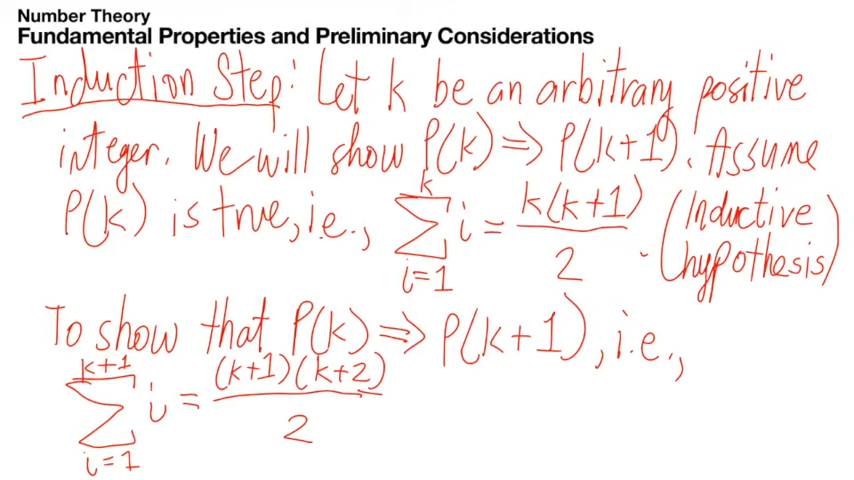 Number Theory
Fundamental Properties and Preliminary Considerations
Induction Step: Let k be an arbitrary positive
integer. We will show P(k) ⇒ P(k+1). Assume
P(k) is true, i.e., ∑_{i=1}^{k} i = k(k+1)/2. (Inductive
hypothesis)
To show that P(k) ⇒ P(k+1), i.e.,
∑_{i=1}^{k+1} i = (k+1)(k+2)/2